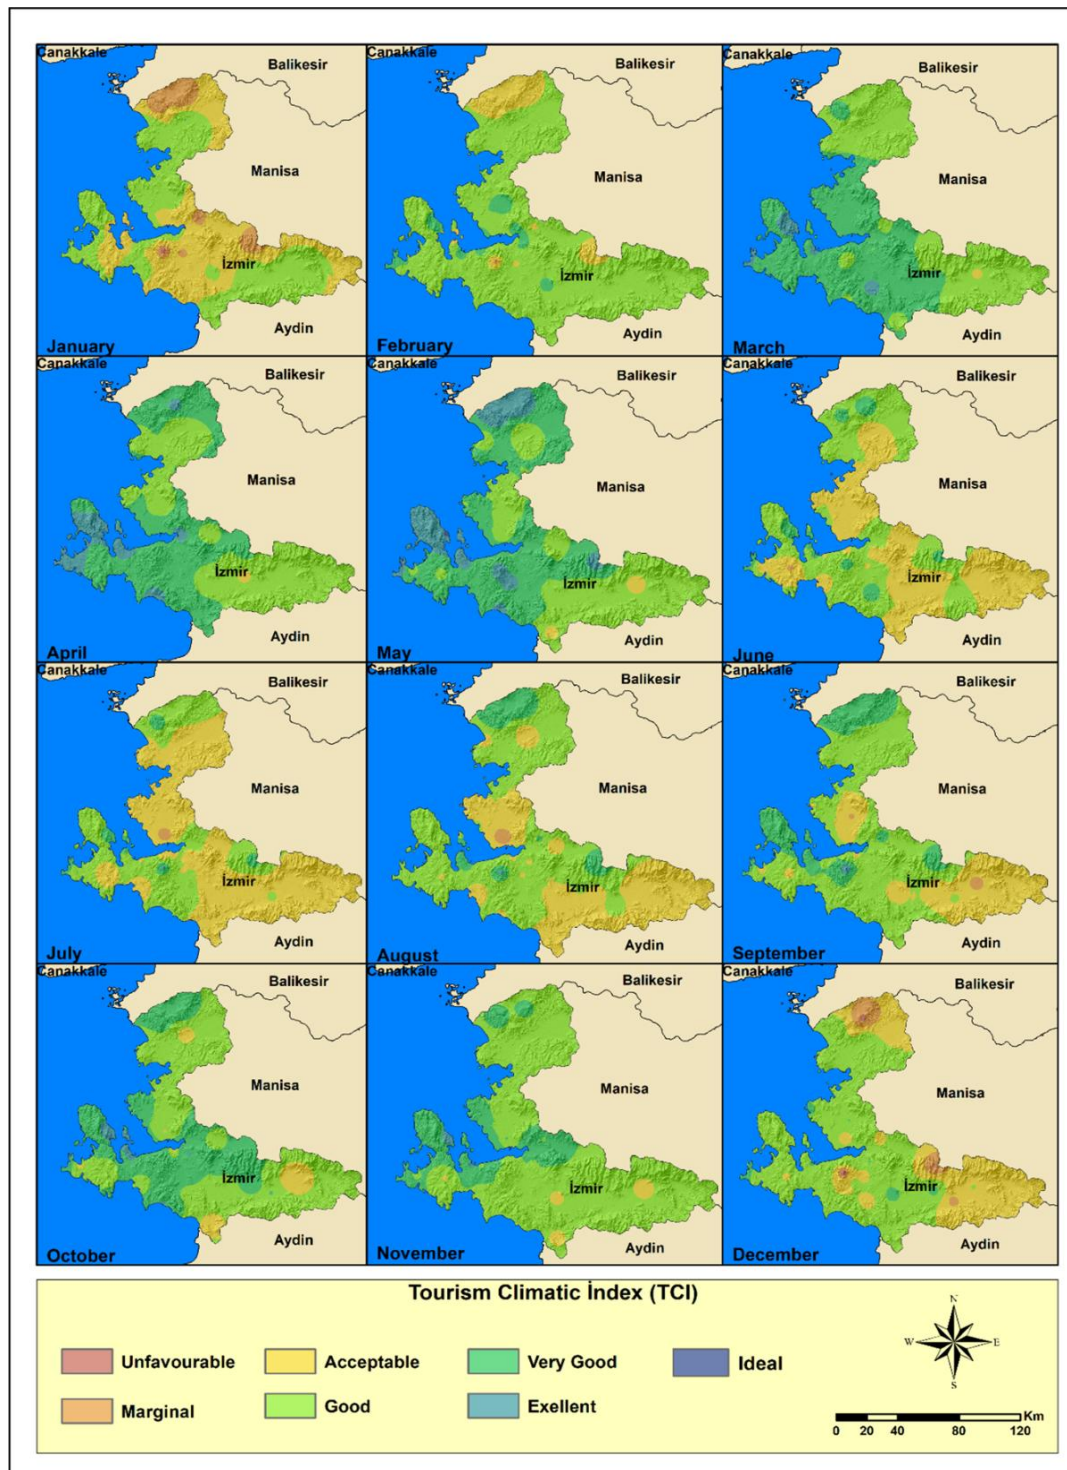 Canakkale
Balikesir
Manisa
İzmir
Aydin
January
Canakkale
Balikesir
Manisa
İzmir
Aydin
February
Canakkale
Balikesir
Manisa
İzmir
Aydin
March
Canakkale
Balikesir
Manisa
İzmir
Aydin
April
Canakkale
Balikesir
Manisa
İzmir
Aydin
May
Canakkale
Balikesir
Manisa
İzmir
Aydin
June
Canakkale
Balikesir
Manisa
İzmir
Aydin
July
Canakkale
Balikesir
Manisa
İzmir
Aydin
August
Canakkale
Balikesir
Manisa
İzmir
Aydin
September
Canakkale
Balikesir
Manisa
İzmir
Aydin
October
Canakkale
Balikesir
Manisa
İzmir
Aydin
November
Canakkale
Balikesir
Manisa
İzmir
Aydin
December
Tourism Climatic İndex (TCI)
Unfavourable
Acceptable
Very Good
Ideal
Marginal
Good
Exellent
N
W E
S
Km
0 20 40 80 120